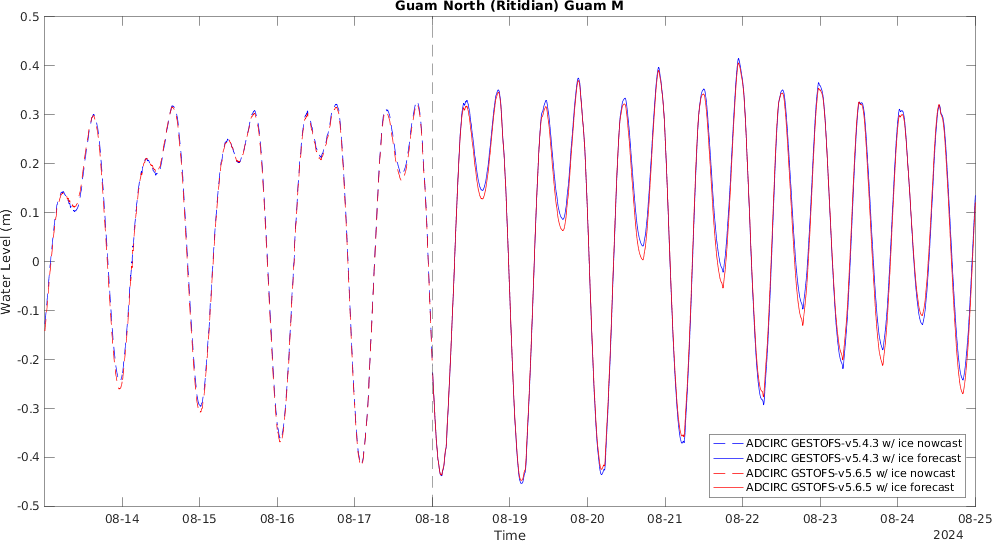 Guam North (Ritidian) Guam M
0.5
0.4
0.3
0.2
0.1
0
-0.1
-0.2
-0.3
-0.4
-0.5
Water Level (m)
ADCIRC GESTOFS-v5.4.3 w/ ice nowcast
ADCIRC GESTOFS-v5.4.3 w/ ice forecast
ADCIRC GSTOFS-v5.6.5 w/ ice nowcast
ADCIRC GSTOFS-v5.6.5 w/ ice forecast
08-14 08-15 08-16 08-17 08-18 08-19 08-20 08-21 08-22 08-23 08-24 08-25
Time
2024